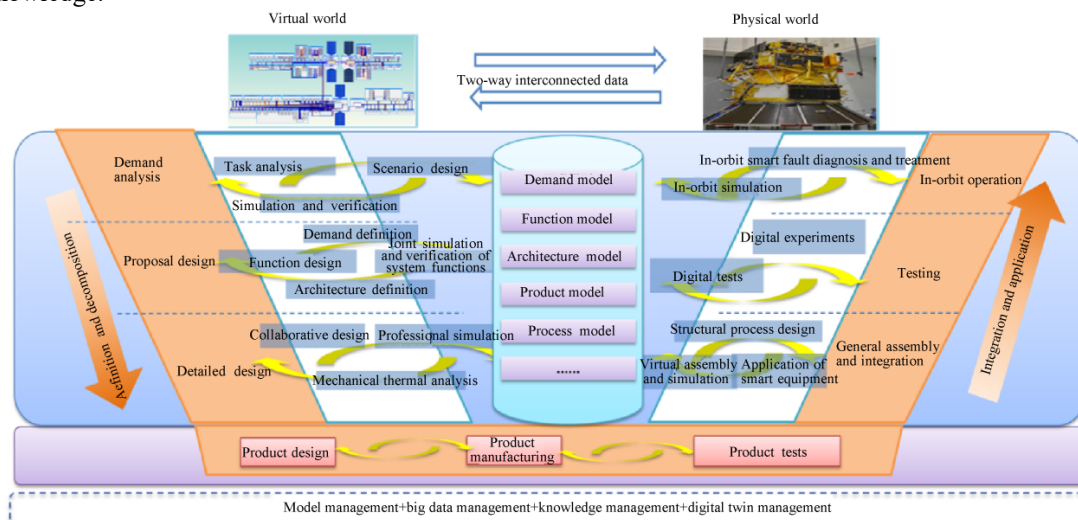 Virtual world
Physical world
Two-way interconnected data
Demand
analysis
Task analysis
Scenario design
Simulation and verification
Demand model
In-orbit smart fault diagnosis and treatment
In-orbit simulation
In-orbit operation
Aefinition and decomposition
Proposal design
Demand definition
Function design
Joint simulation
and verification of
system functions
Architecture definition
Function model
Architecture model
Product model
Digital experiments
Digital tests
Testing
Integration and application
Detailed design
Collaborative design
Professional simulation
Mechanical thermal analysis
Process model
......
Structural process design
Virtual assembly
and simulation
Application of
smart equipment
General assembly
and integration
Product design
Product
manufacturing
Product tests
Model management+big data management+knowledge management+digital twin management